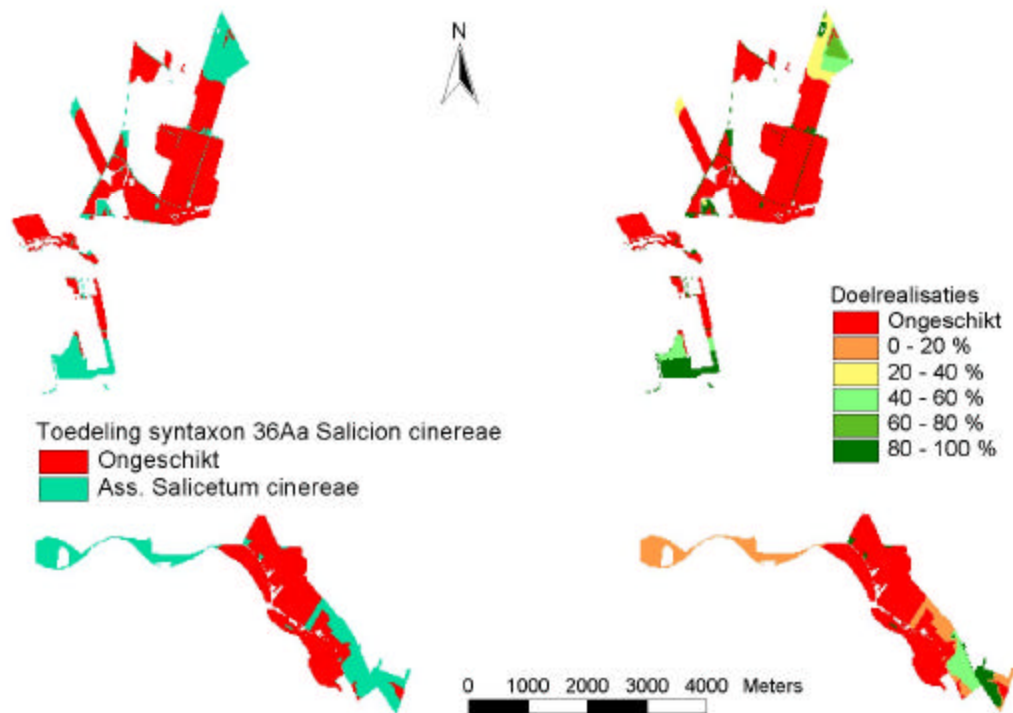 N
Doelrealisaties
Ongeschikt
0 - 20 %
20 - 40 %
40 - 60 %
60 - 80 %
80 - 100 %
Toedeling syntaxon 36Aa Salicion cinereae
Ongeschikt
Ass. Salicetum cinereae
0 1000 2000 3000 4000 Meters